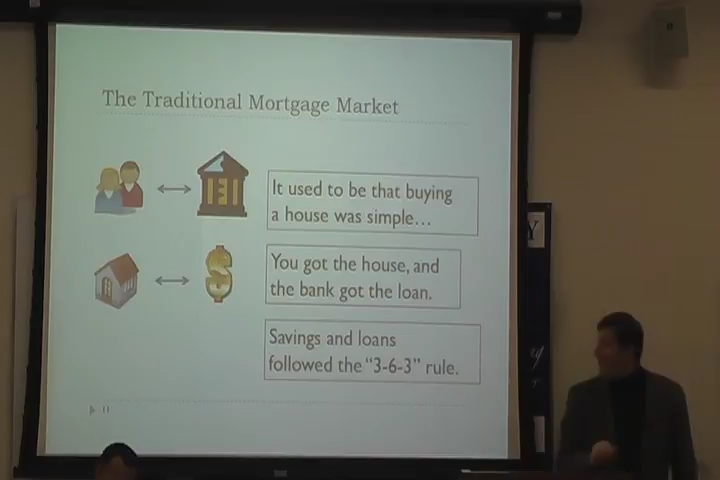 The Traditional Mortgage Market
It used to be that buying
a house was simple…
You got the house, and
the bank got the loan.
Savings and loans
followed the “3-6-3” rule.
11
Y